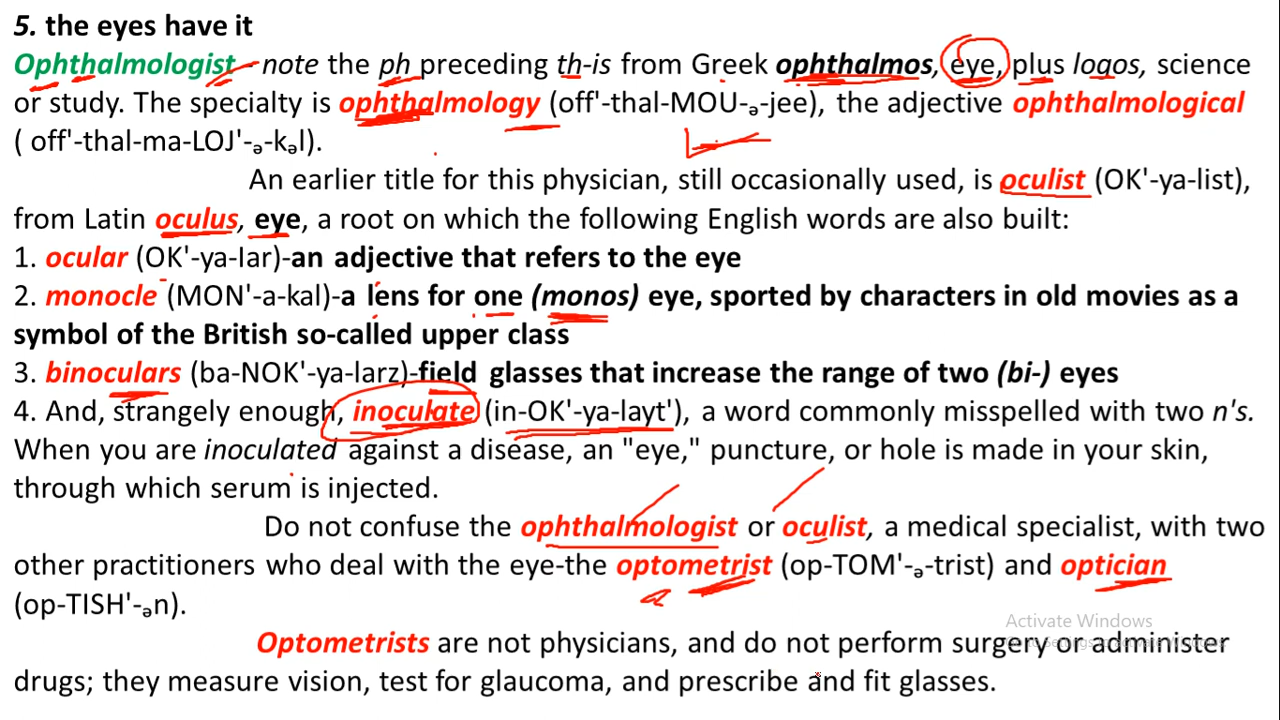 5. the eyes have it
Ophthalmologist - note the ph preceding th-is from Greek ophthalmos, eye, plus logos, science
or study. The specialty is ophthalmology (off'-thal-MOU-ₔ-jee), the adjective ophthalmological
( off'-thal-ma-LOJ'-ₔ-kₔl).
An earlier title for this physician, still occasionally used, is oculist (OK'-ya-list),
from Latin oculus, eye, a root on which the following English words are also built:
1. ocular (OK'-ya-lar)-an adjective that refers to the eye
2. monocle (MON'-a-kal)-a lens for one (monos) eye, sported by characters in old movies as a
symbol of the British so-called upper class
3. binoculars (ba-NOK'-ya-larz)-field glasses that increase the range of two (bi-) eyes
4. And, strangely enough, inoculate (in-OK'-ya-layt'), a word commonly misspelled with two n's.
When you are inoculated against a disease, an "eye," puncture, or hole is made in your skin,
through which serum is injected.
Do not confuse the ophthalmologist or oculist, a medical specialist, with two
other practitioners who deal with the eye-the optometrist (op-TOM'-ₔ-trist) and optician
(op-TISH'-ₔn).
Activate Windows
Optometrists are not physicians, and do not perform surgery or administer
drugs; they measure vision, test for glaucoma, and prescribe and fit glasses.